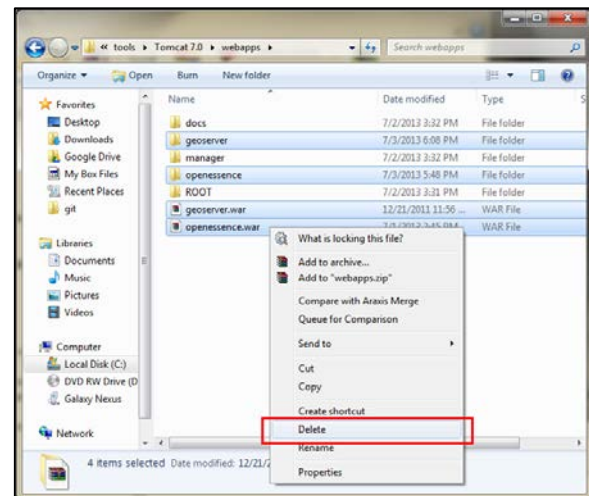 « tools ▸ Tomcat 7.0 ▸ webapps ▸ Search webapps
Organize Open Burn New folder
Name Date modified Type S
Favorites
Desktop
Downloads
Google Drive
My Box Files
Recent Places
git
Libraries
Documents
Music
Pictures
Videos
Computer
Local Disk (C:)
DVD RW Drive (D
Galaxy Nexus
Network
docs 7/2/2013 3:32 PM File folder
geoserver 7/3/2013 6:08 PM File folder
manager 7/2/2013 3:32 PM File folder
openessence 7/3/2013 5:48 PM File folder
ROOT 7/2/2013 3:31 PM File folder
geoserver.war 12/21/2011 11:56 ... WAR File
openessence.war 7/1/2013 3:45 PM WAR File
What is locking this file?
Add to archive...
Add to "webapps.zip"
Compare with Araxis Merge
Queue for Comparison
Send to
Cut
Copy
Create shortcut
Delete
Rename
Properties
4 items selected Date modified: 12/21/2